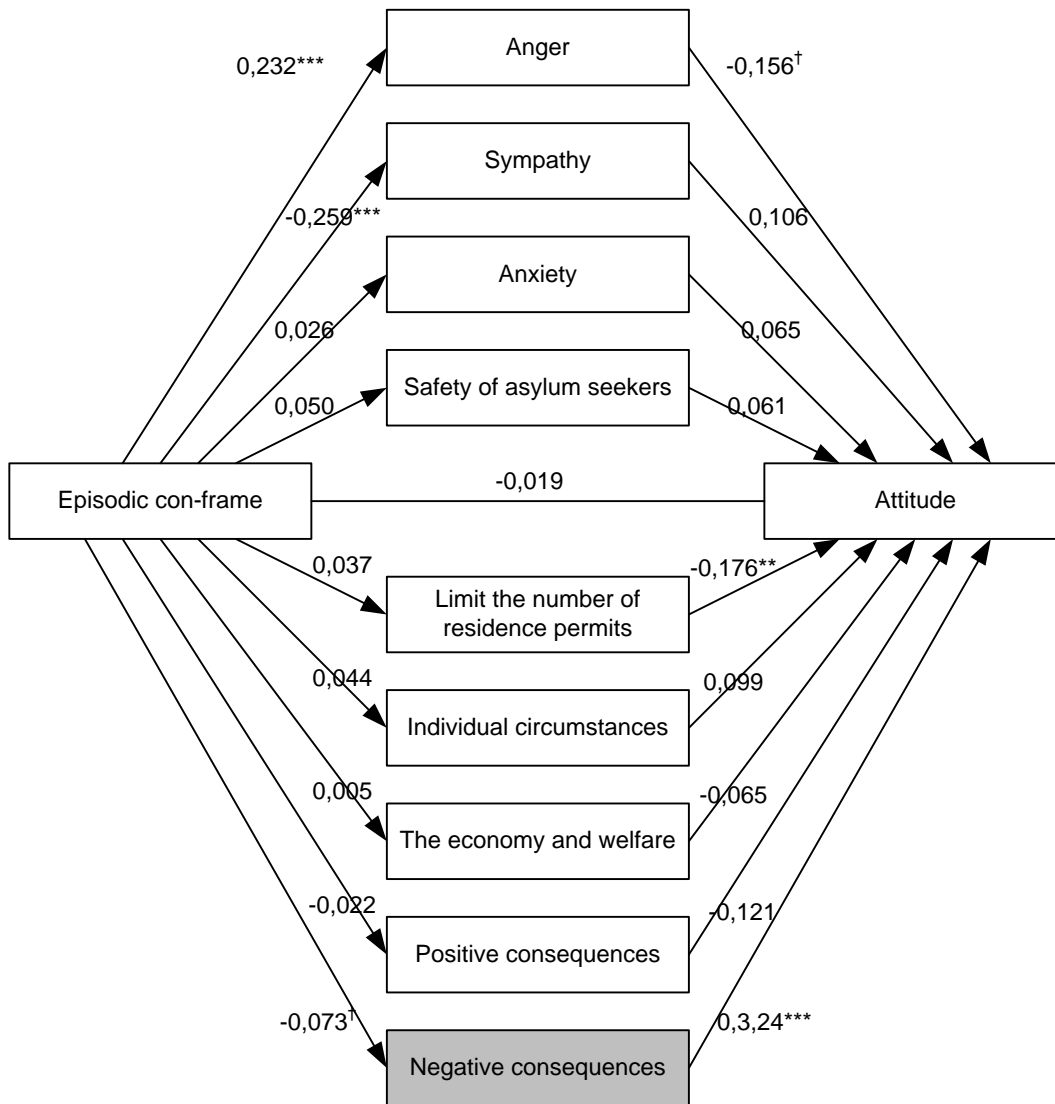 Anger
0,232***
-0,156†
Sympathy
-0,259***
0,106
Anxiety
0,026
0,065
Safety of asylum seekers
0,050
0,061
Episodic con-frame
-0,019
Attitude
0,037
-0,176**
Limit the number of
residence permits
0,044
0,099
Individual circumstances
0,005
-0,065
The economy and welfare
-0,022
-0,121
Positive consequences
-0,073†
0,3,24***
Negative consequences